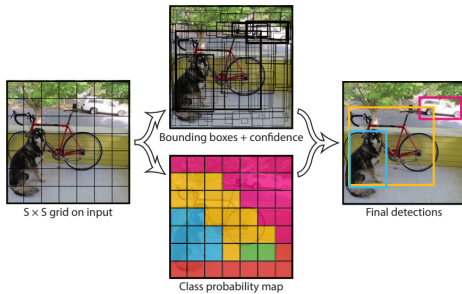 Bounding boxes + confidence
S × S grid on input
Final detections
Class probability map